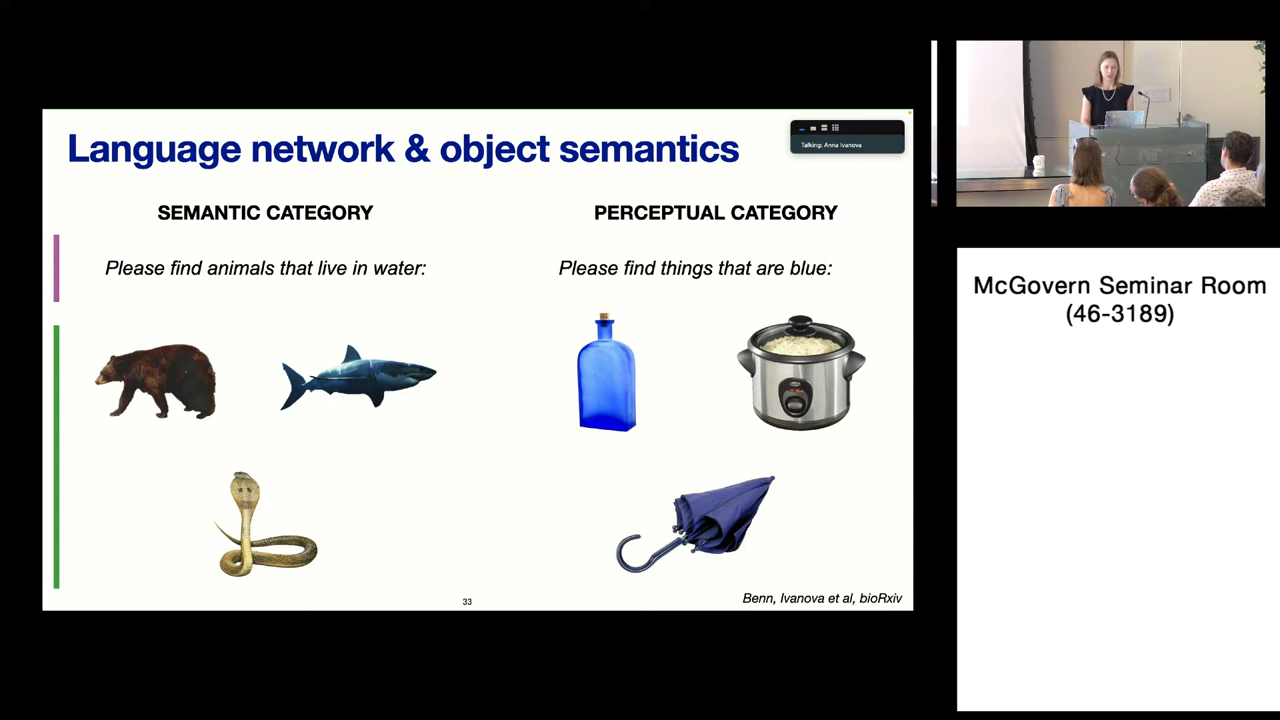 Language network & object semantics
Talking: Anna Ivanova
SEMANTIC CATEGORY
PERCEPTUAL CATEGORY
Please find animals that live in water:
Please find things that are blue:
33
Benn, Ivanova et al, bioRxiv
McGovern Seminar Room
(46-3189)